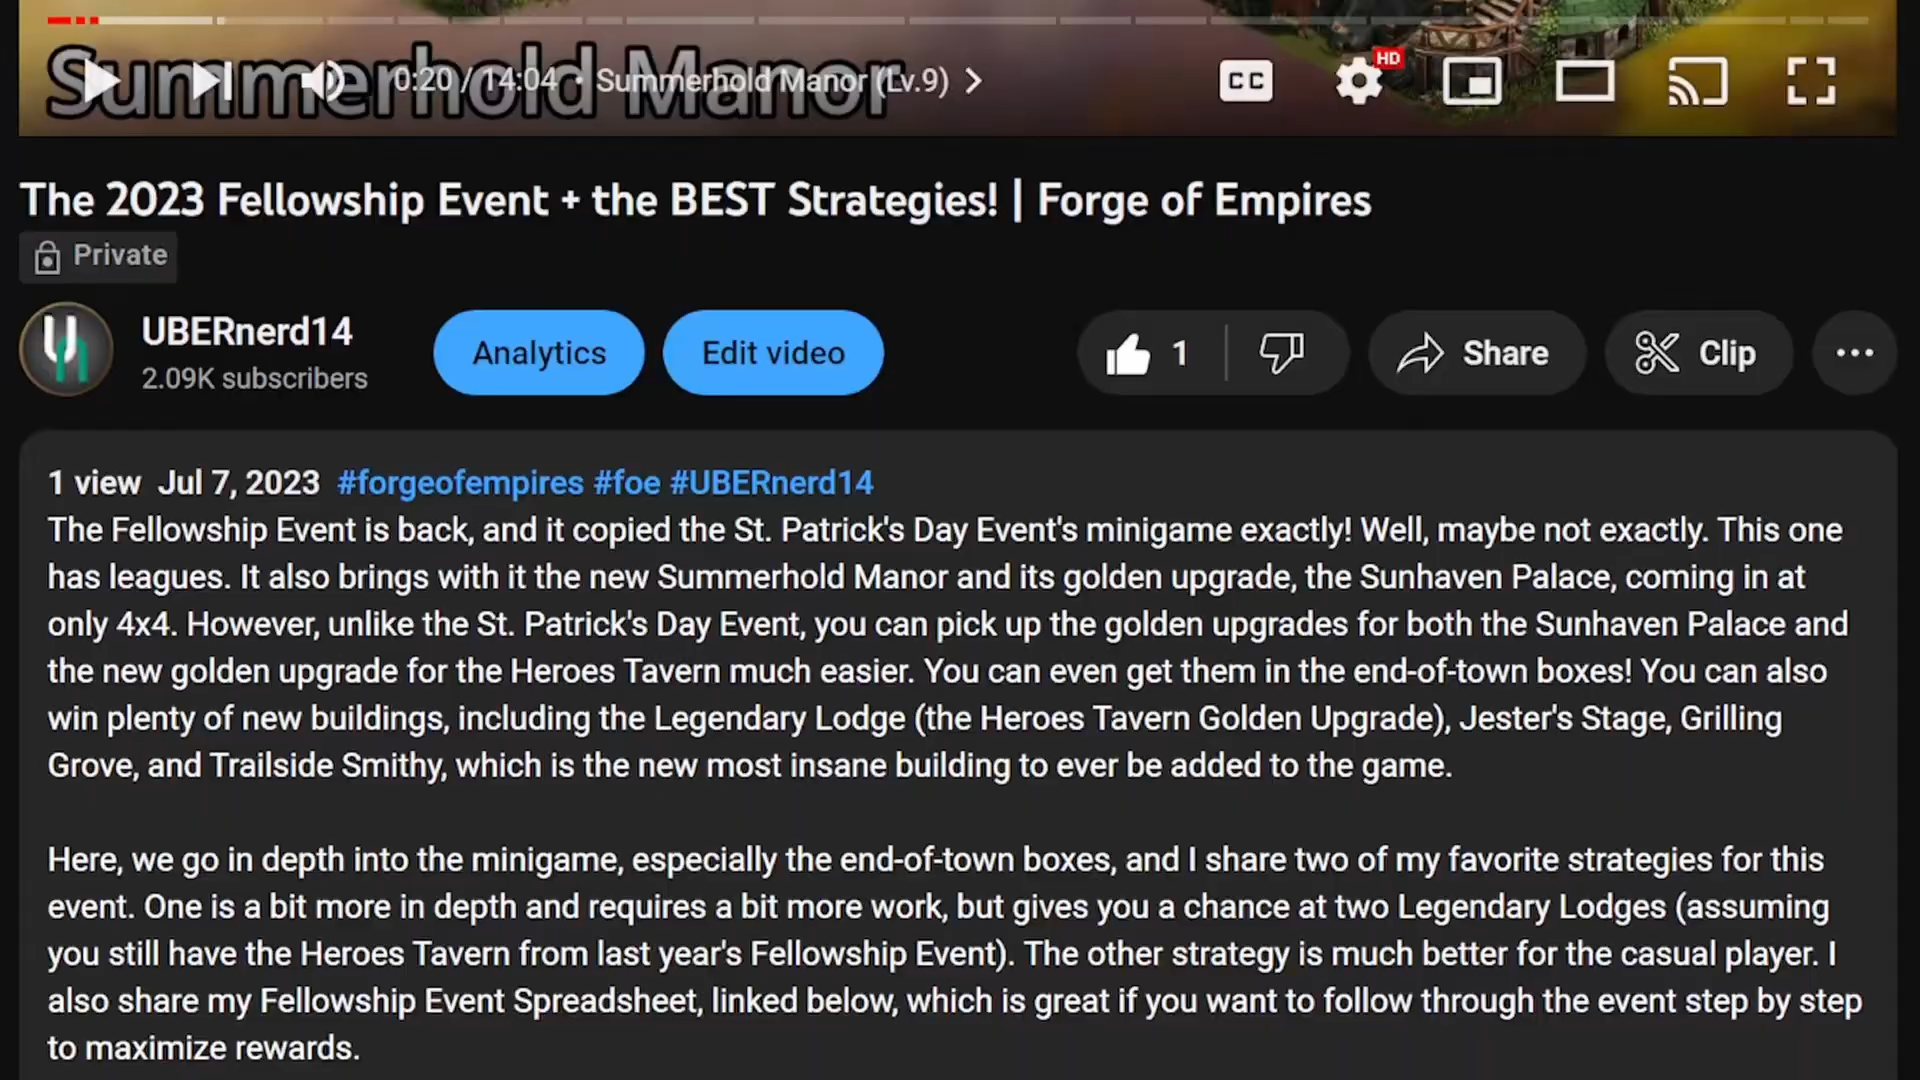 Summerhold Manor
0:20 / 14:04 • Summerhold Manor (Lv.9)
CC
HD
The 2023 Fellowship Event + the BEST Strategies! | Forge of Empires
Private
UBERnerd14
2.09K subscribers
Analytics
Edit video
1
Share
Clip
1 view Jul 7, 2023 #forgeofempires #foe #UBERnerd14
The Fellowship Event is back, and it copied the St. Patrick's Day Event's minigame exactly! Well, maybe not exactly. This one
has leagues. It also brings with it the new Summerhold Manor and its golden upgrade, the Sunhaven Palace, coming in at
only 4x4. However, unlike the St. Patrick's Day Event, you can pick up the golden upgrades for both the Sunhaven Palace and
the new golden upgrade for the Heroes Tavern much easier. You can even get them in the end-of-town boxes! You can also
win plenty of new buildings, including the Legendary Lodge (the Heroes Tavern Golden Upgrade), Jester's Stage, Grilling
Grove, and Trailside Smithy, which is the new most insane building to ever be added to the game.
Here, we go in depth into the minigame, especially the end-of-town boxes, and I share two of my favorite strategies for this
event. One is a bit more in depth and requires a bit more work, but gives you a chance at two Legendary Lodges (assuming
you still have the Heroes Tavern from last year's Fellowship Event). The other strategy is much better for the casual player. I
also share my Fellowship Event Spreadsheet, linked below, which is great if you want to follow through the event step by step
to maximize rewards.